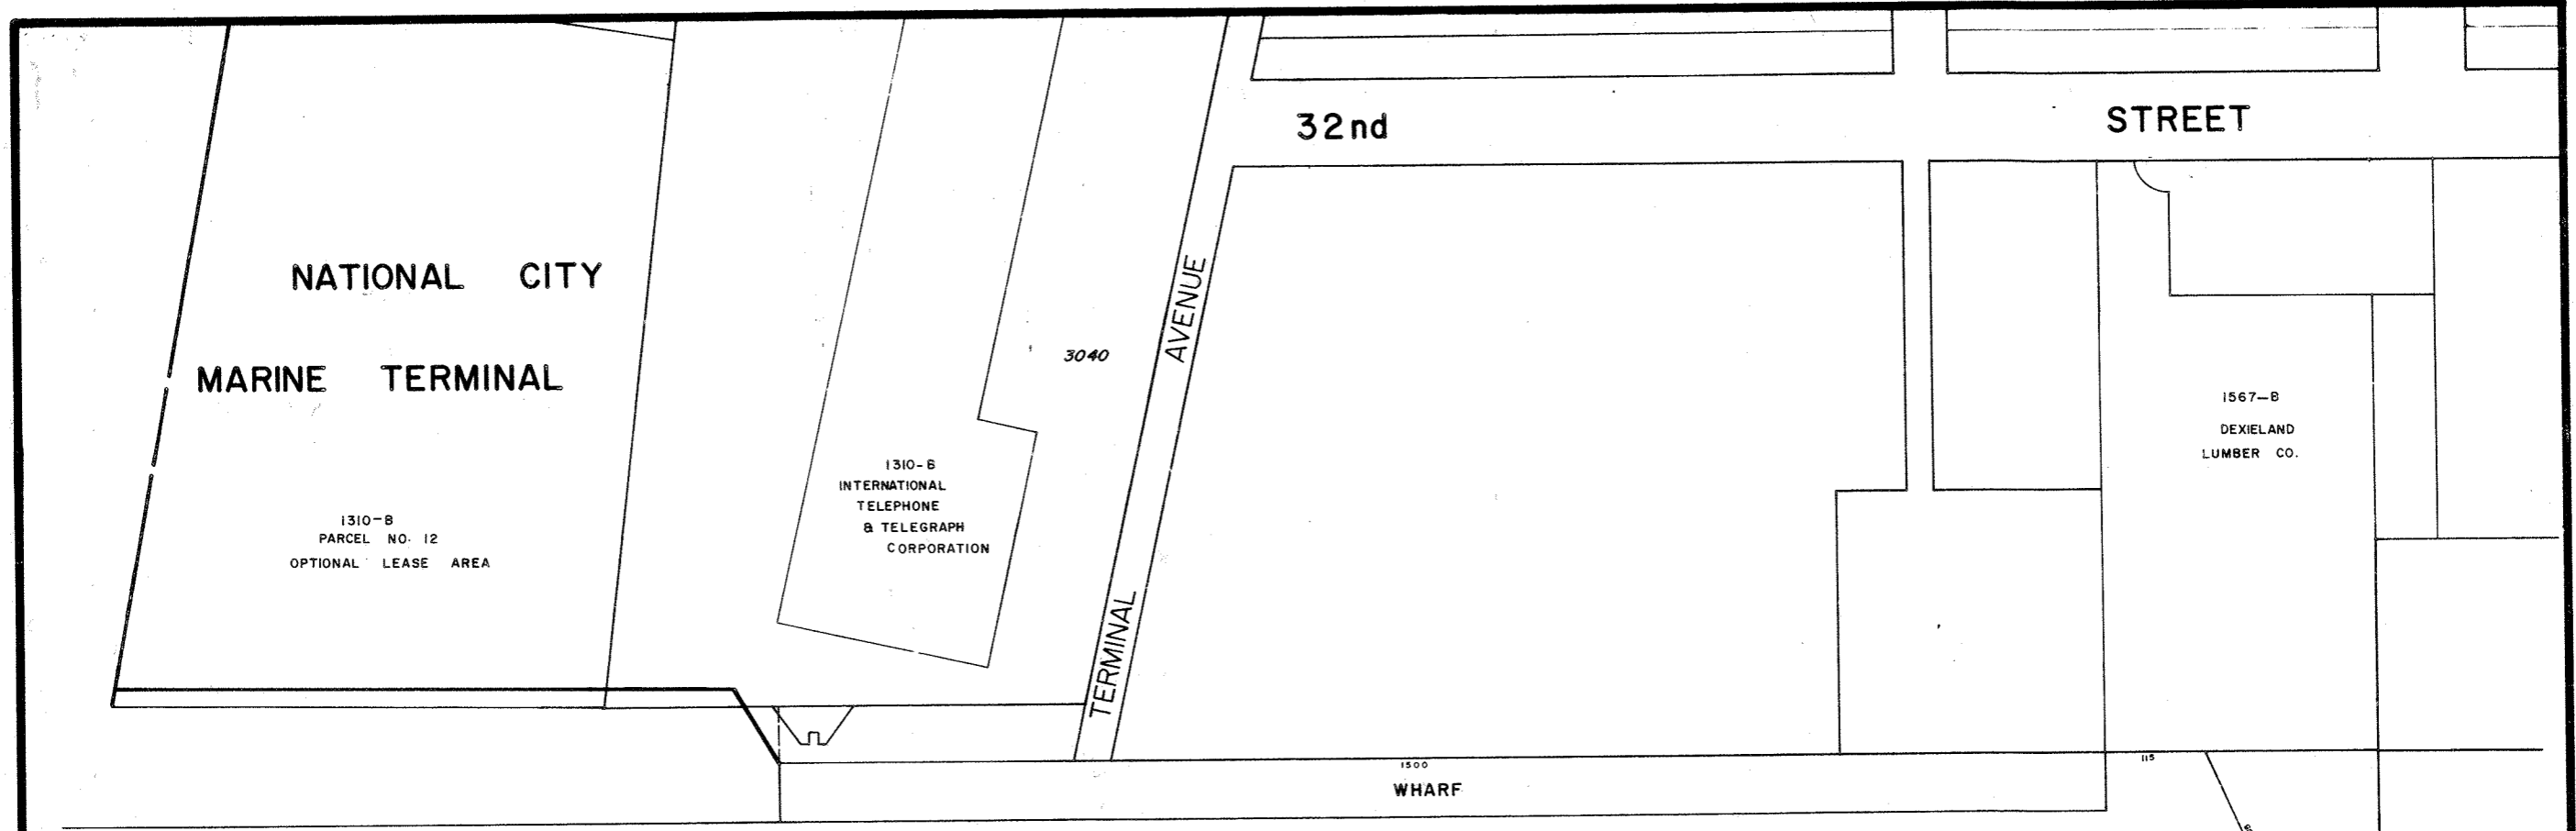 32nd STREET
NATIONAL CITY
MARINE TERMINAL
AVENUE
3040
1567-B
DEXIELAND
LUMBER CO.
1310-B
INTERNATIONAL
TELEPHONE
& TELEGRAPH
CORPORATION
1310-B
PARCEL NO. 12
OPTIONAL LEASE AREA
TERMINAL
1500
115
WHARF